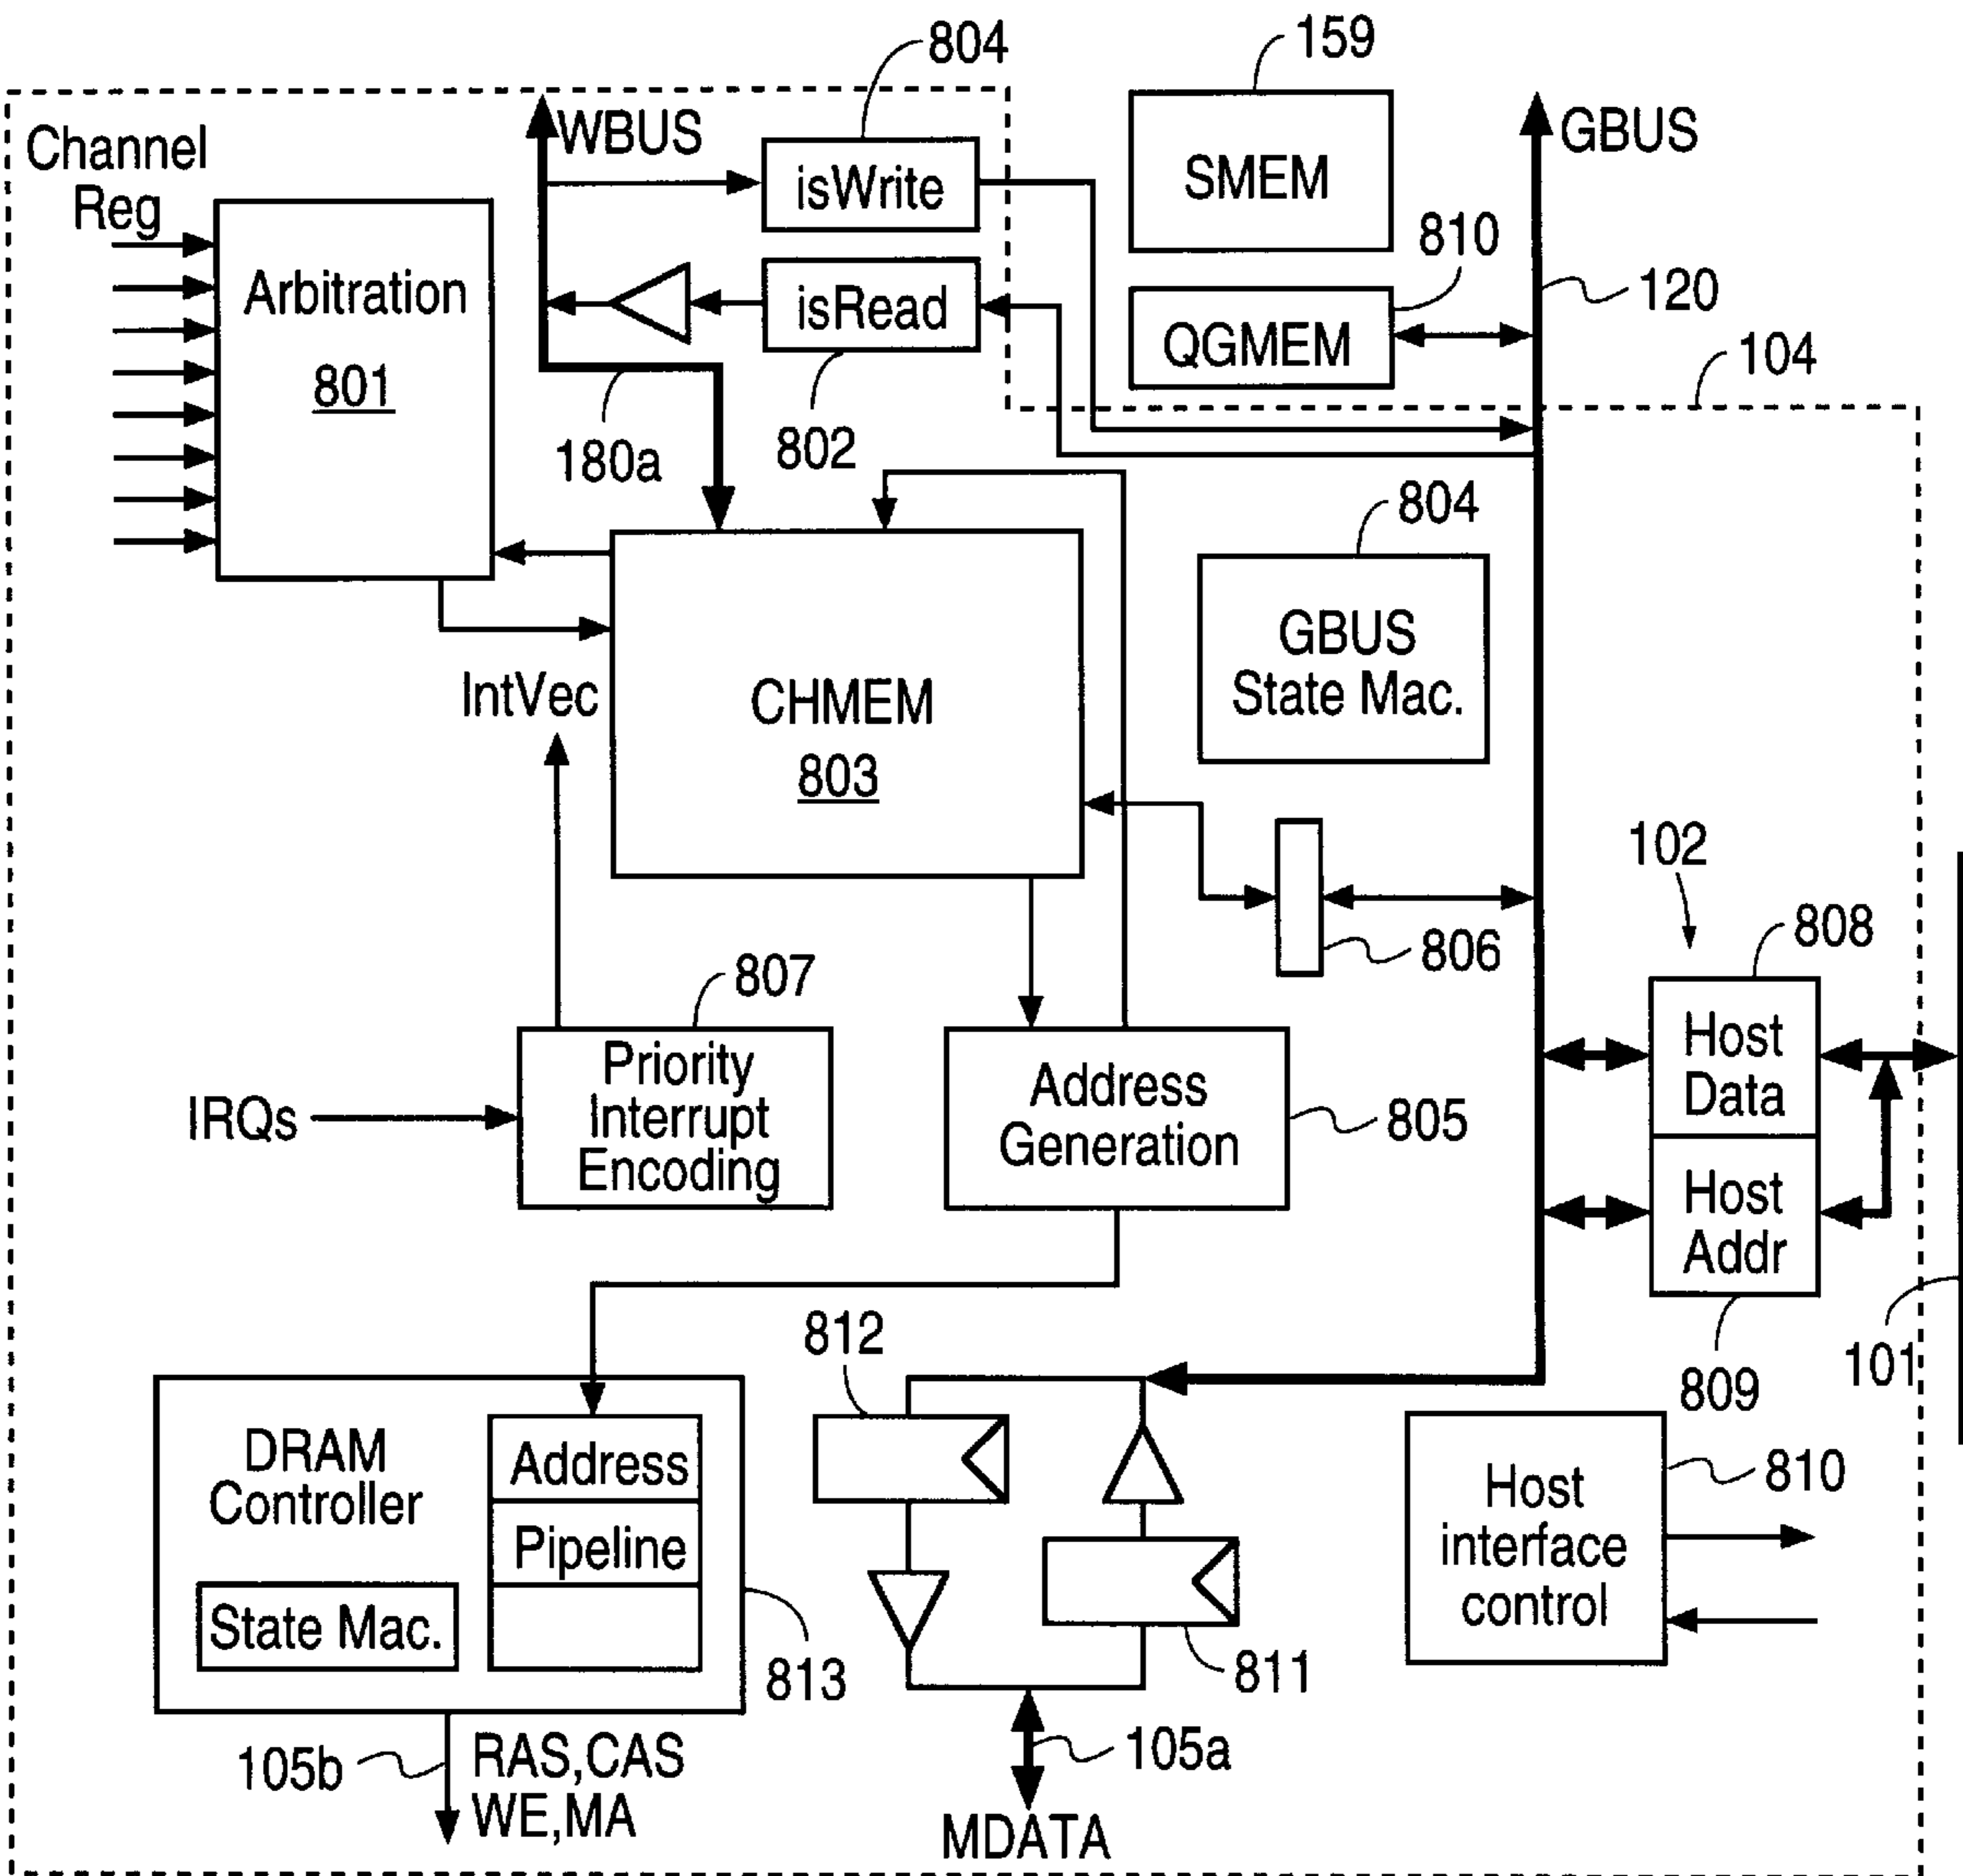 804
159
Channel
Reg
WBUS
isWrite
SMEM
GBUS
810
Arbitration
801
isRead
QGMEM
120
104
180a
802
804
GBUS
State Mac.
IntVec
CHMEM
803
102
808
806
807
Priority
Interrupt
Encoding
IRQs
Address
Generation
805
Host
Data
Host
Addr
809
101
812
DRAM
Controller
Address
Pipeline
State Mac.
813
811
Host
interface
control
810
105b
RAS,CAS
WE,MA
105a
MDATA